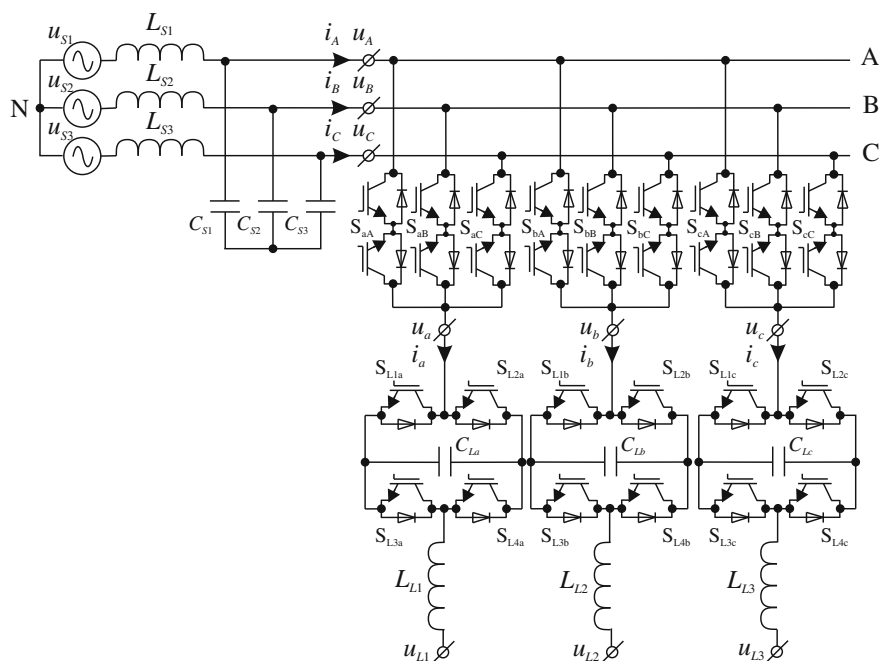 u_S1 L_S1 i_A u_A A
u_S2 L_S2 i_B u_B B
N
u_S3 L_S3 i_C u_C C
C_S1 C_S2 C_S3
S_aA S_aB S_aC S_bA S_bB S_bC S_cA S_cB S_cC
u_a u_b u_c
i_a i_b i_c
S_L1a S_L2a S_L1b S_L2b S_L1c S_L2c
C_La C_Lb C_Lc
S_L3a S_L4a S_L3b S_L4b S_L3c S_L4c
L_L1 L_L2 L_L3
u_L1 u_L2 u_L3